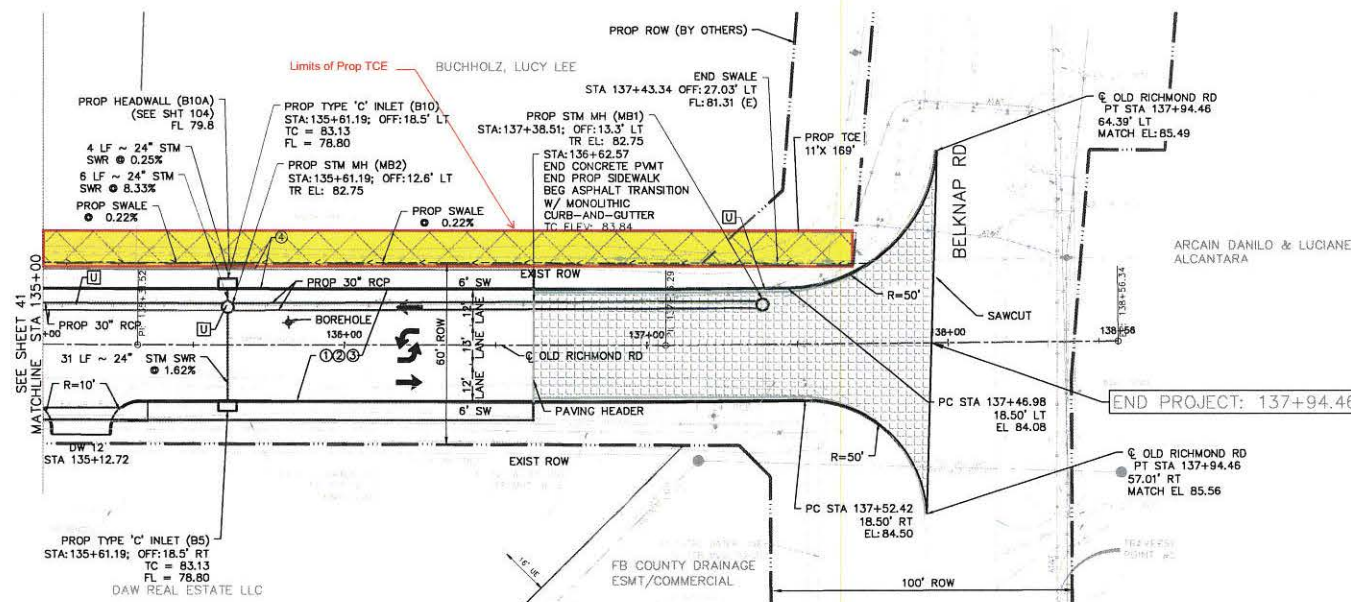 PROP ROW (BY OTHERS)
Limits of Prop TCE
BUCHHOLZ, LUCY LEE
END SWALE
STA 137+43.34 OFF:27.03' LT
FL:81.31 (E)
PROP HEADWALL (B10A)
(SEE SHT 104)
FL 79.8
PROP TYPE 'C' INLET (B10)
STA:135+61.19; OFF:18.5' LT
TC = 83.13
FL = 78.80
PROP STM MH (MB1)
STA:137+38.51; OFF:13.3' LT
TR EL: 82.75
STA:136+62.57
END CONCRETE PVMT
END PROP SIDEWALK
BEG ASPHALT TRANSITION
W/ MONOLITHIC
CURB-AND-GUTTER
TC ELEV: 83.84
PROP TCE
11'X 169'
℄ OLD RICHMOND RD
PT STA 137+94.46
64.39' LT
MATCH EL: 85.49
4 LF ~ 24" STM
SWR @ 0.25%
6 LF ~ 24" STM
SWR @ 8.33%
PROP STM MH (MB2)
STA:135+61.19; OFF:12.6' LT
TR EL: 82.75
PROP SWALE
@ 0.22%
PROP SWALE
@ 0.22%
U
BELKNAP RD
ARCAIN DANILO & LUCIANE
ALCANTARA
④
EXIST ROW
U
PROP 30" RCP
6' SW
R=50'
SAWCUT
SEE SHEET 41
MATCHLINE STA 135+00
PROP 30" RCP
U
BOREHOLE
136+00
12' LANE
13' LANE
12' LANE
60' ROW
137+00
138+00
138+56
138+56.34
①②③
℄ OLD RICHMOND RD
31 LF ~ 24" STM SWR
@ 1.62%
R=10'
6' SW
PAVING HEADER
PC STA 137+46.98
18.50' LT
EL 84.08
END PROJECT: 137+94.46
DW 12
STA 135+12.72
EXIST ROW
R=50'
℄ OLD RICHMOND RD
PT STA 137+94.46
57.01' RT
MATCH EL 85.56
PC STA 137+52.42
18.50' RT
EL: 84.50
PROP TYPE 'C' INLET (B5)
STA:135+61.19; OFF:18.5' RT
TC = 83.13
FL = 78.80
DAW REAL ESTATE LLC
16' UE
FB COUNTY DRAINAGE
ESMT/COMMERCIAL
100' ROW